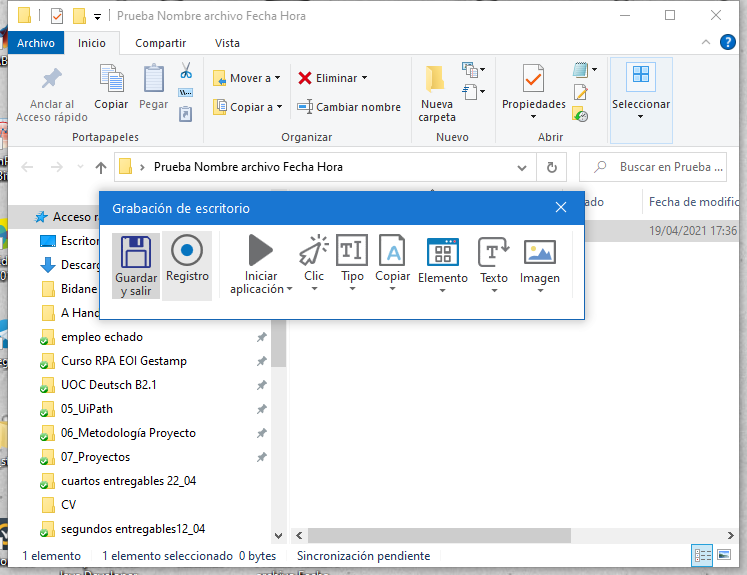 Prueba Nombre archivo Fecha Hora
Archivo Inicio Compartir Vista
Anclar al Acceso rápido
Copiar
Pegar
Mover a
Copiar a
Eliminar
Cambiar nombre
Nueva carpeta
Propiedades
Seleccionar
Portapapeles Organizar Nuevo Abrir
Prueba Nombre archivo Fecha Hora
Buscar en Prueba ...
Fecha de modific
19/04/2021 17:36
Grabación de escritorio
Guardar y salir
Registro
Iniciar aplicación
Clic
Tipo
Copiar
Elemento
Texto
Imagen
Acceso r
Escritor
Descarg
Bidane
A Hand
empleo echado
Curso RPA EOI Gestamp
UOC Deutsch B2.1
05_UiPath
06_Metodología Proyecto
07_Proyectos
cuartos entregables 22_04
CV
segundos entregables12_04
1 elemento 1 elemento seleccionado 0 bytes Sincronización pendiente